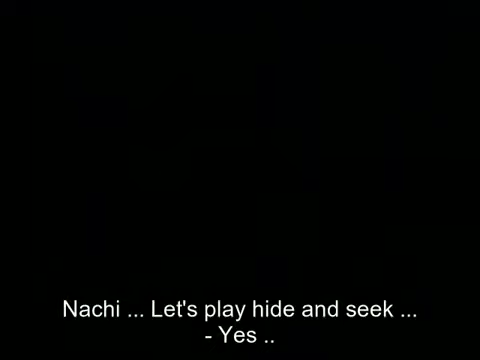 Nachi ... Let's play hide and seek ...
- Yes ..